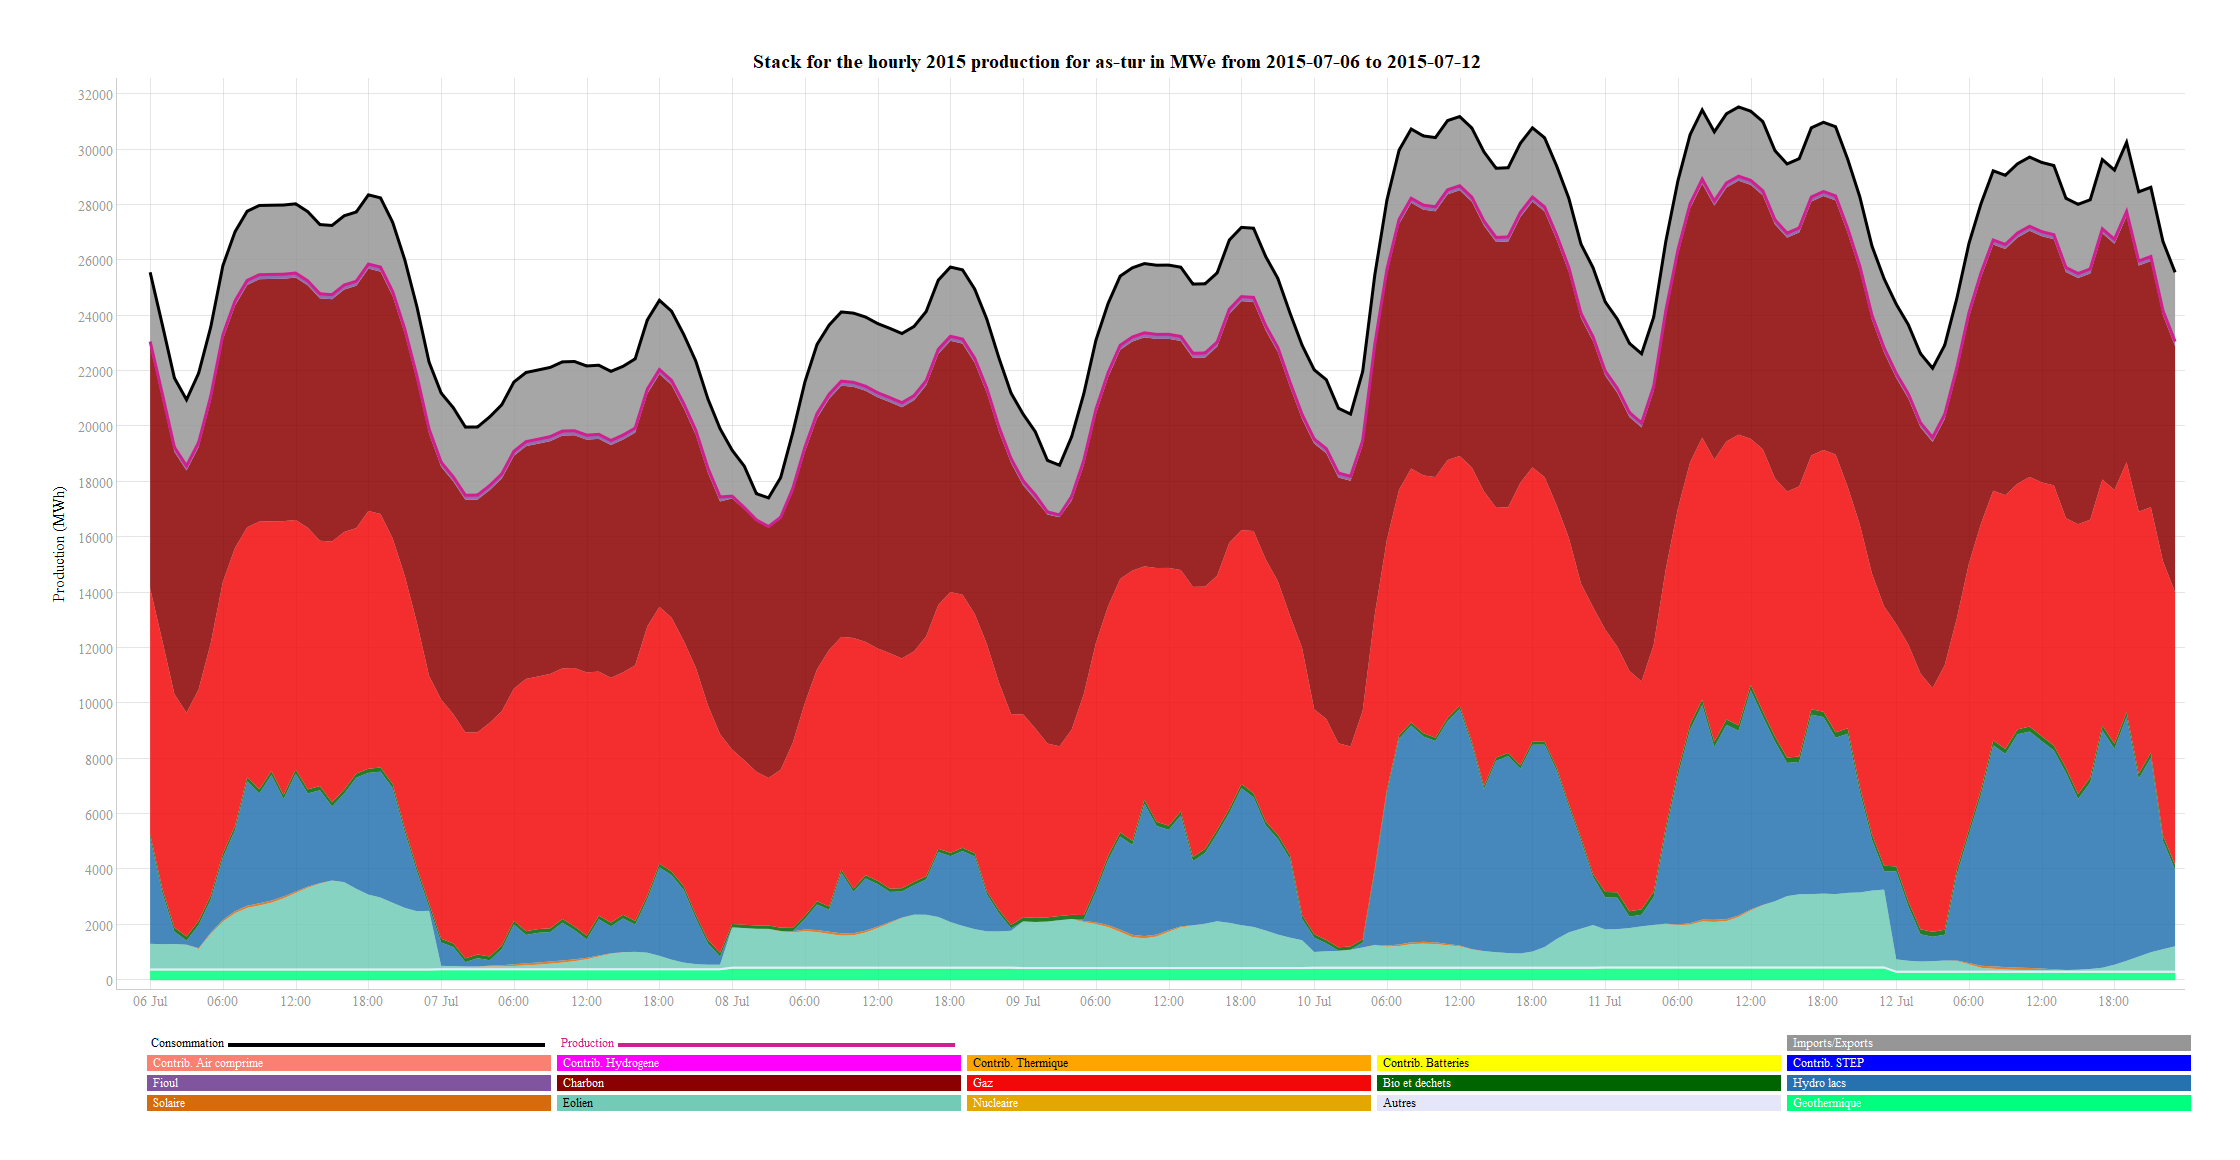 Stack for the hourly 2015 production for as-tur in MWe from 2015-07-06 to 2015-07-12
32000
30000
28000
26000
24000
22000
20000
18000
16000
14000
12000
10000
8000
6000
4000
2000
0
Production (MWh)
06 Jul 06:00 12:00 18:00 07 Jul 06:00 12:00 18:00 08 Jul 06:00 12:00 18:00 09 Jul 06:00 12:00 18:00 10 Jul 06:00 12:00 18:00 11 Jul 06:00 12:00 18:00 12 Jul 06:00 12:00 18:00
Consommation Production Imports/Exports
Contrib. Air comprime Contrib. Hydrogene Contrib. Thermique Contrib. Batteries Contrib. STEP
Fioul Charbon Gaz Bio et dechets Hydro lacs
Solaire Eolien Nucleaire Autres Geothermique